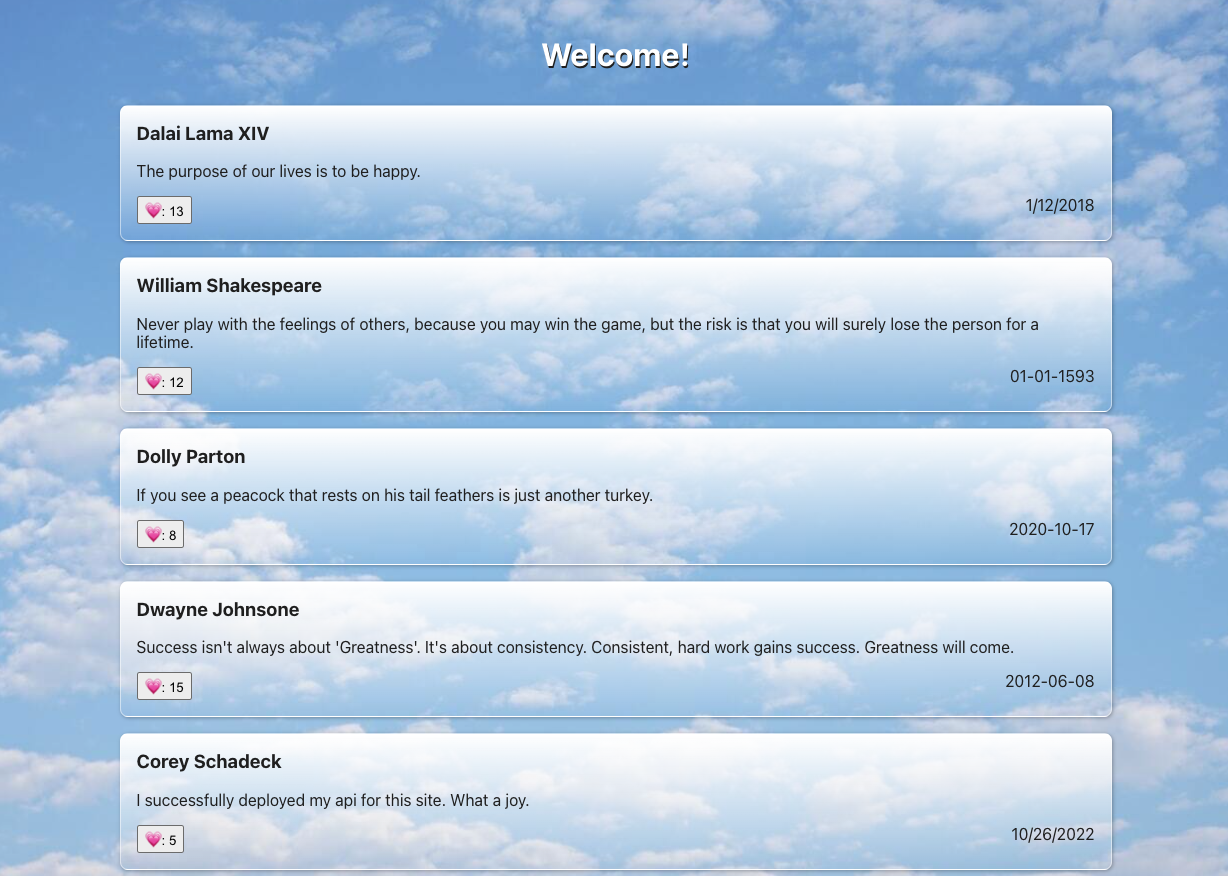 Welcome!
Dalai Lama XIV
The purpose of our lives is to be happy.
💗: 13
1/12/2018
William Shakespeare
Never play with the feelings of others, because you may win the game, but the risk is that you will surely lose the person for a
lifetime.
💗: 12
01-01-1593
Dolly Parton
If you see a peacock that rests on his tail feathers is just another turkey.
💗: 8
2020-10-17
Dwayne Johnsone
Success isn't always about 'Greatness'. It's about consistency. Consistent, hard work gains success. Greatness will come.
💗: 15
2012-06-08
Corey Schadeck
I successfully deployed my api for this site. What a joy.
💗: 5
10/26/2022